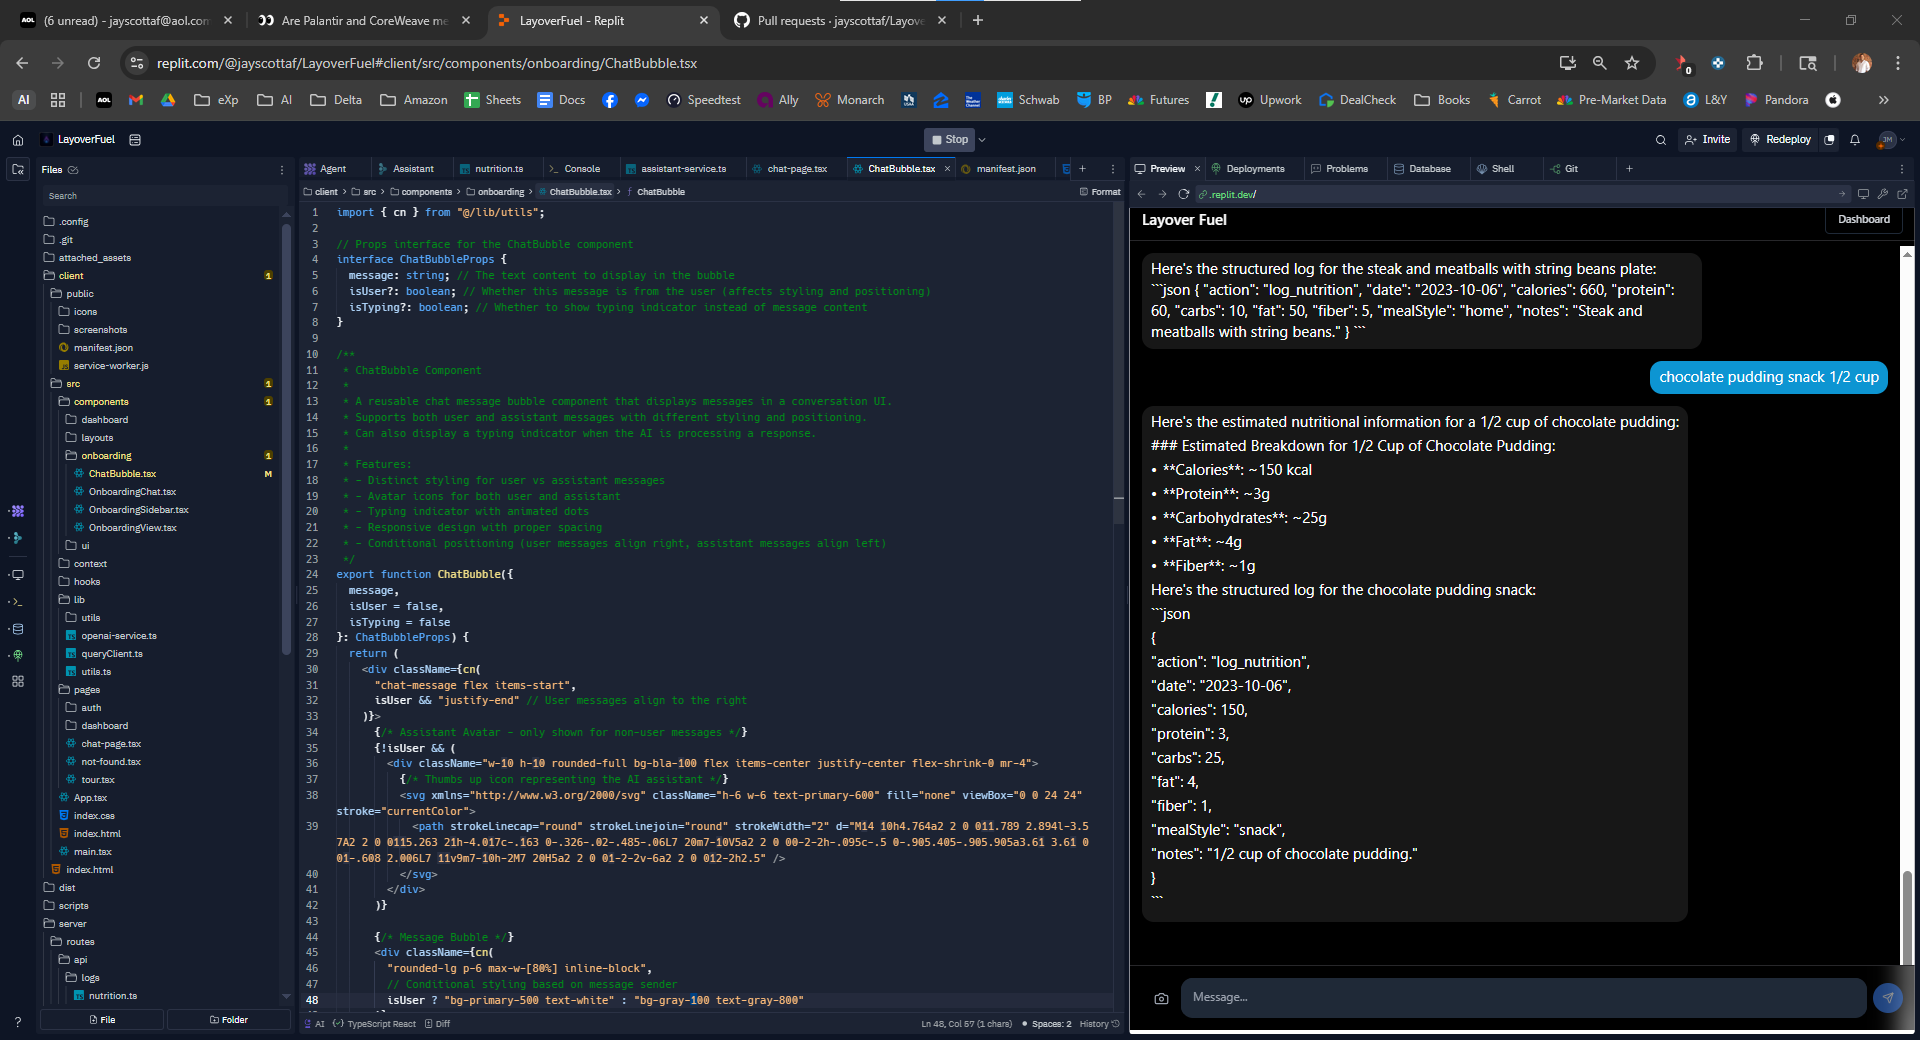 AOL (6 unread) - jayscottaf@aol.com
Are Palantir and CoreWeave me
LayoverFuel - Replit
Pull requests · jayscottaf/Layove
replit.com/@jayscottaf/LayoverFuel#client/src/components/onboarding/ChatBubble.tsx
0
AI AOL eXp AI Delta Amazon Sheets Docs Speedtest Ally Monarch Schwab BP Futures Upwork DealCheck Books Carrot Pre-Market Data L&Y Pandora
LayoverFuel
Stop
Invite Redeploy JM
Files
Search
.config
.git
attached_assets
client 1
public
icons
screenshots
manifest.json
service-worker.js
src 1
components 1
dashboard
layouts
onboarding 1
ChatBubble.tsx M
OnboardingChat.tsx
OnboardingSidebar.tsx
OnboardingView.tsx
ui
context
hooks
lib
utils
openai-service.ts
queryClient.ts
utils.ts
pages
auth
dashboard
chat-page.tsx
not-found.tsx
tour.tsx
App.tsx
index.css
index.html
main.tsx
index.html
dist
scripts
server
routes
api
logs
nutrition.ts
File Folder
Agent Assistant nutrition.ts Console assistant-service.ts chat-page.tsx ChatBubble.tsx manifest.json
client > src > components > onboarding > ChatBubble.tsx > ChatBubble
Format
1 import { cn } from "@/lib/utils";
2
3 // Props interface for the ChatBubble component
4 interface ChatBubbleProps {
5 message: string; // The text content to display in the bubble
6 isUser?: boolean; // Whether this message is from the user (affects styling and positioning)
7 isTyping?: boolean; // Whether to show typing indicator instead of message content
8 }
9
10 /**
11 * ChatBubble Component
12 *
13 * A reusable chat message bubble component that displays messages in a conversation UI.
14 * Supports both user and assistant messages with different styling and positioning.
15 * Can also display a typing indicator when the AI is processing a response.
16 *
17 * Features:
18 * - Distinct styling for user vs assistant messages
19 * - Avatar icons for both user and assistant
20 * - Typing indicator with animated dots
21 * - Responsive design with proper spacing
22 * - Conditional positioning (user messages align right, assistant messages align left)
23 */
24 export function ChatBubble({
25 message,
26 isUser = false,
27 isTyping = false
28 }: ChatBubbleProps) {
29 return (
30 <div className={cn(
31 "chat-message flex items-start",
32 isUser && "justify-end" // User messages align to the right
33 )}>
34 {/* Assistant Avatar - only shown for non-user messages */}
35 {!isUser && (
36 <div className="w-10 h-10 rounded-full bg-bla-100 flex items-center justify-center flex-shrink-0 mr-4">
37 {/* Thumbs up icon representing the AI assistant */}
38 <svg xmlns="http://www.w3.org/2000/svg" className="h-6 w-6 text-primary-600" fill="none" viewBox="0 0 24 24"
stroke="currentColor">
39 <path strokeLinecap="round" strokeLinejoin="round" strokeWidth="2" d="M14 10h4.764a2 2 0 011.789 2.894l-3.5
7A2 2 0 0115.263 21h-4.017c-.163 0-.326-.02-.485-.06L7 20m7-10V5a2 2 0 00-2-2h-.095c-.5 0-.905.405-.905.905a3.61 3.61 0
01-.608 2.006L7 11v9m7-10h-2M7 20H5a2 2 0 01-2-2v-6a2 2 0 012-2h2.5" />
40 </svg>
41 </div>
42 )}
43
44 {/* Message Bubble */}
45 <div className={cn(
46 "rounded-lg p-6 max-w-[80%] inline-block",
47 // Conditional styling based on message sender
48 isUser ? "bg-primary-500 text-white" : "bg-gray-100 text-gray-800"
AI TypeScript React Diff
Ln 48, Col 57 (1 chars) Spaces: 2 History
Preview Deployments Problems Database Shell Git
.replit.dev/
Layover Fuel
Dashboard
Here's the structured log for the steak and meatballs with string beans plate:
```json { "action": "log_nutrition", "date": "2023-10-06", "calories": 660, "protein":
60, "carbs": 10, "fat": 50, "fiber": 5, "mealStyle": "home", "notes": "Steak and
meatballs with string beans." } ```
chocolate pudding snack 1/2 cup
Here's the estimated nutritional information for a 1/2 cup of chocolate pudding:
### Estimated Breakdown for 1/2 Cup of Chocolate Pudding:
• **Calories**: ~150 kcal
• **Protein**: ~3g
• **Carbohydrates**: ~25g
• **Fat**: ~4g
• **Fiber**: ~1g
Here's the structured log for the chocolate pudding snack:
```json
{
"action": "log_nutrition",
"date": "2023-10-06",
"calories": 150,
"protein": 3,
"carbs": 25,
"fat": 4,
"fiber": 1,
"mealStyle": "snack",
"notes": "1/2 cup of chocolate pudding."
}
```
Message...